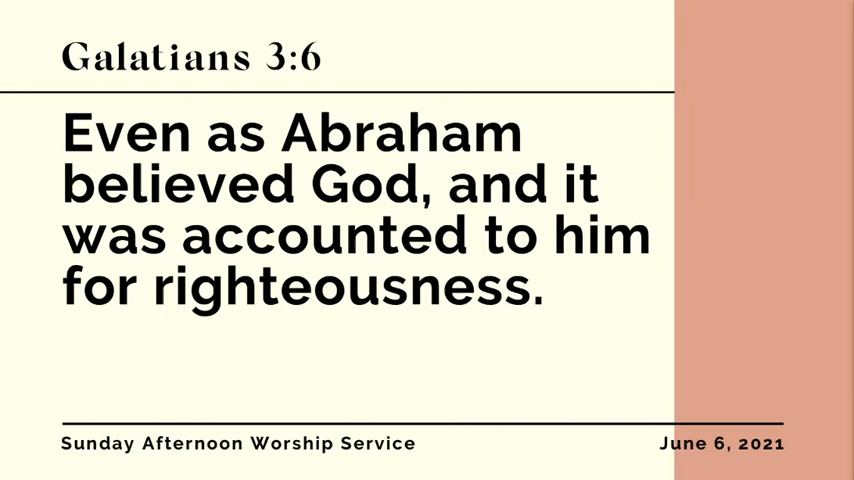 Galatians 3:6
Even as Abraham
believed God, and it
was accounted to him
for righteousness.
Sunday Afternoon Worship Service
June 6, 2021